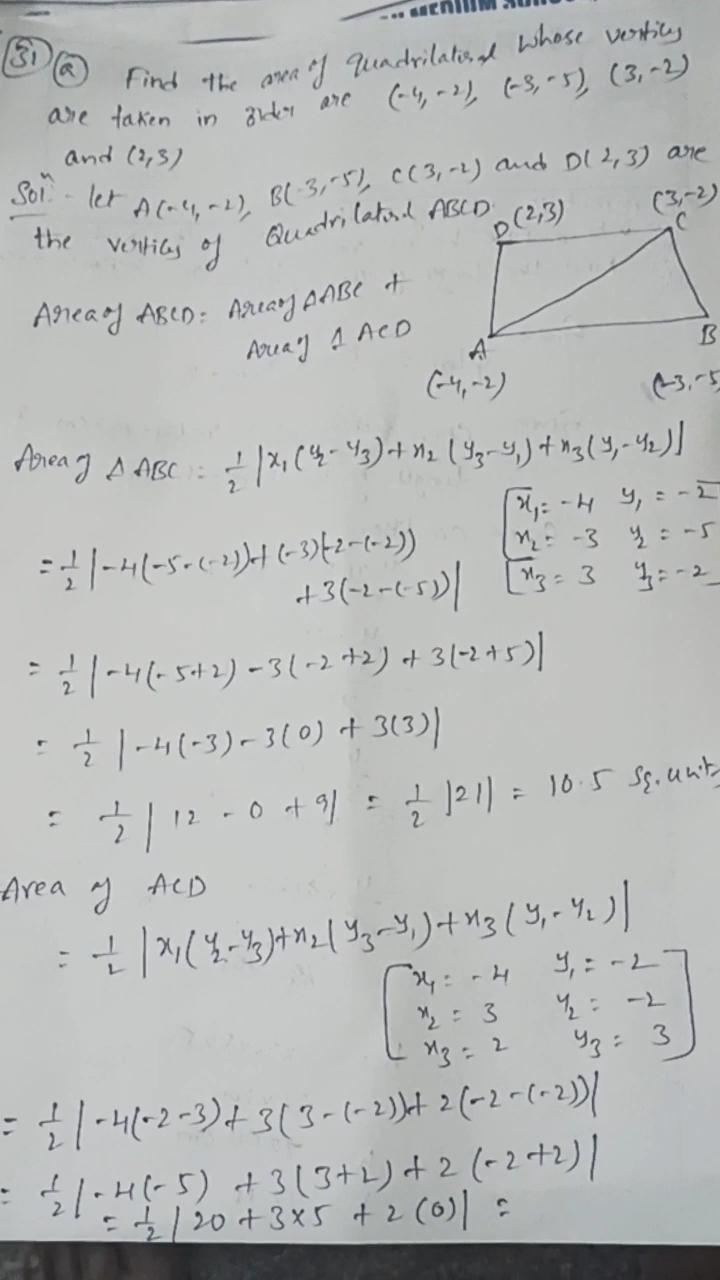 31 a Find the area of quadrilateral whose vertices
are taken in order are (-4,-2), (-3,-5), (3,-2)
and (2,3)
Solⁿ:- let A(-4,-2), B(-3,-5), C(3,-2) and D(2,3) are
the vertices of Quadrilateral ABCD.
D (2,3)
(3,-2)
C
Area of ABCD = Area of ΔABC +
Area of Δ ACD
A
B
(-4,-2)
(-3,-5)
Area of Δ ABC = 1/2 |x₁(y₂-y₃)+x₂(y₃-y₁)+x₃(y₁-y₂)|
x₁= -4 y₁ = -2
x₂= -3 y₂ = -5
x₃= 3 y₃= -2
= 1/2 |-4(-5-(-2))+(-3)(-2-(-2))
+3(-2-(-5))|
= 1/2 |-4(-5+2)-3(-2+2)+3(-2+5)|
= 1/2 |-4(-3)-3(0)+3(3)|
= 1/2 | 12 - 0 + 9| = 1/2 |21| = 10.5 Sq.units
Area of ACD
= 1/2 |x₁(y₂-y₃)+x₂(y₃-y₁)+x₃(y₁-y₂)|
x₁= -4 y₁= -2
x₂= 3 y₂= -2
x₃= 2 y₃= 3
= 1/2 |-4(-2-3)+3(3-(-2))+2(-2-(-2))|
= 1/2 |-4(-5) +3(3+2)+2(-2+2)|
= 1/2 | 20 +3×5 +2(0)| =